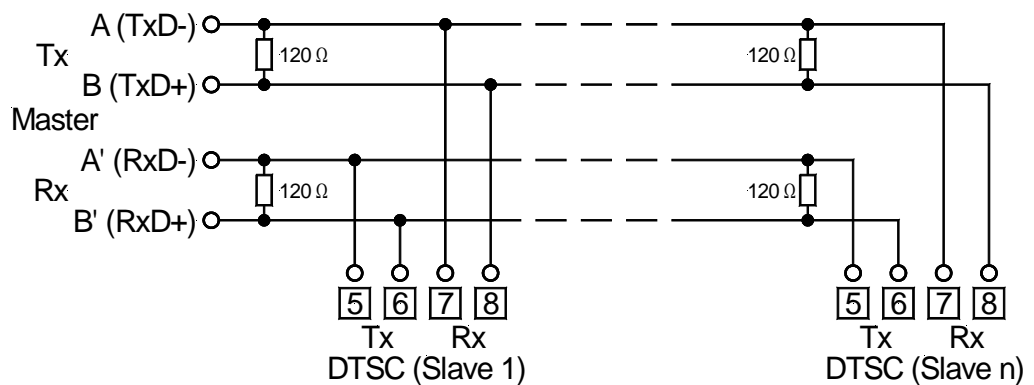 A (TxD-)
120 Ω
120 Ω
Tx
B (TxD+)
Master
A' (RxD-)
120 Ω
120 Ω
Rx
B' (RxD+)
5 6 7 8
5 6 7 8
Tx Rx
Tx Rx
DTSC (Slave 1)
DTSC (Slave n)